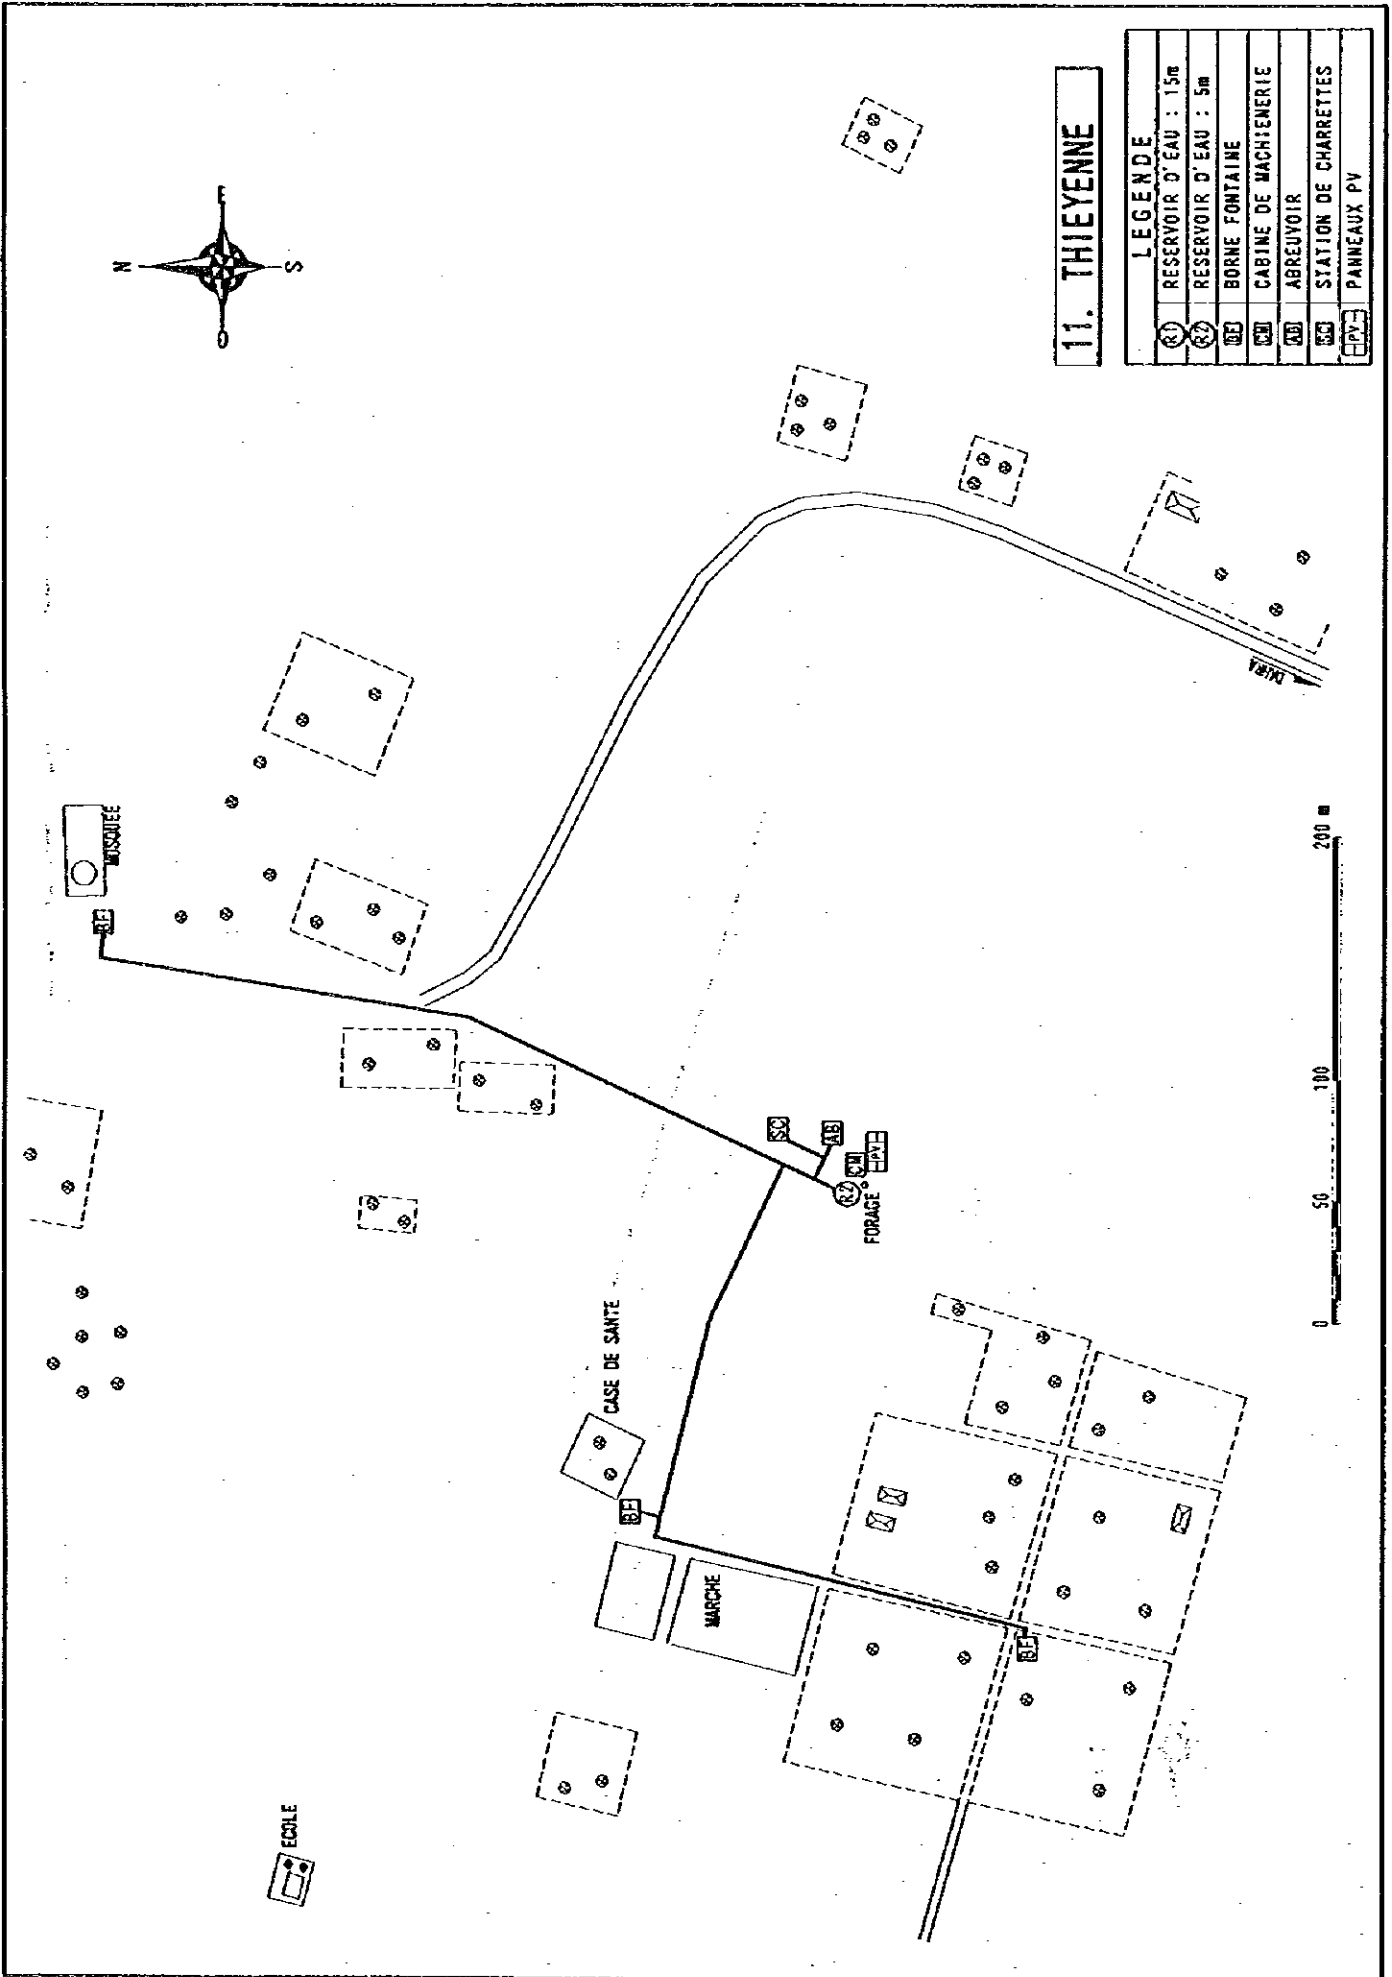 N
O
E
S
MOSQUEE
ECOLE
BF
CASE DE SANTE
BF
MARCHE
SC
AB
R2
CM
PV
FORAGE
BF
0 50 100 200 m
11. THIEYENNE
LEGENDE
R1 RESERVOIR D'EAU : 15m
R2 RESERVOIR D'EAU : 5m
BF BORNE FONTAINE
CM CABINE DE MACHIENERIE
AB ABREUVOIR
SC STATION DE CHARRETTES
PV PANNEAUX PV